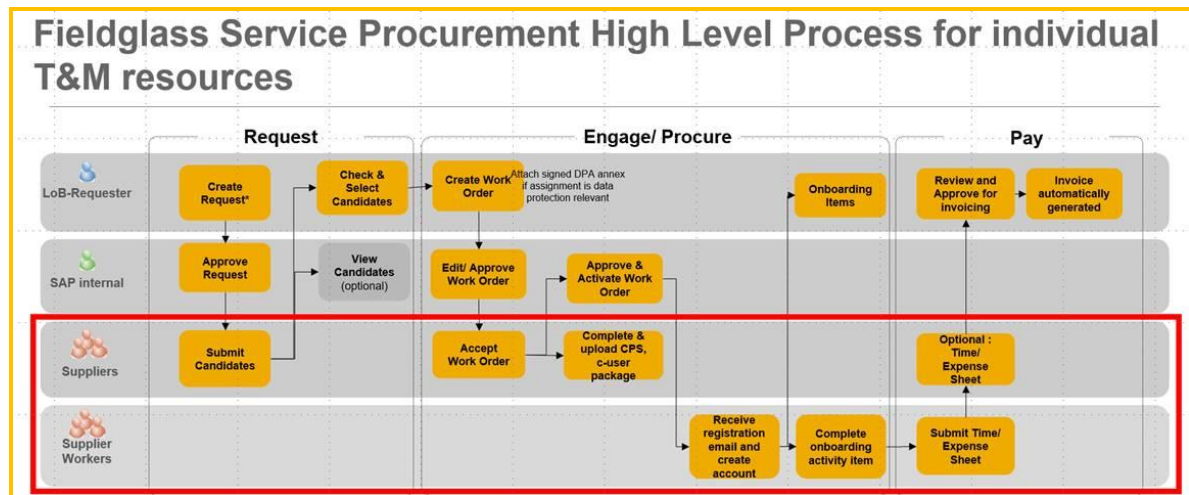 Fieldglass Service Procurement High Level Process for individual
T&M resources
Request
Engage/ Procure
Pay
LoB-Requester
Create
Request*
Check &
Select
Candidates
Create Work
Order
Attach signed DPA annex
if assignment is data
protection relevant
Onboarding
Items
Review and
Approve for
invoicing
Invoice
automatically
generated
SAP internal
Approve
Request
View
Candidates
(optional)
Edit/ Approve
Work Order
Approve &
Activate Work
Order
Suppliers
Submit
Candidates
Accept
Work Order
Complete &
upload CPS,
c-user
package
Optional :
Time/
Expense
Sheet
Supplier
Workers
Receive
registration
email and
create
account
Complete
onboarding
activity item
Submit Time/
Expense
Sheet